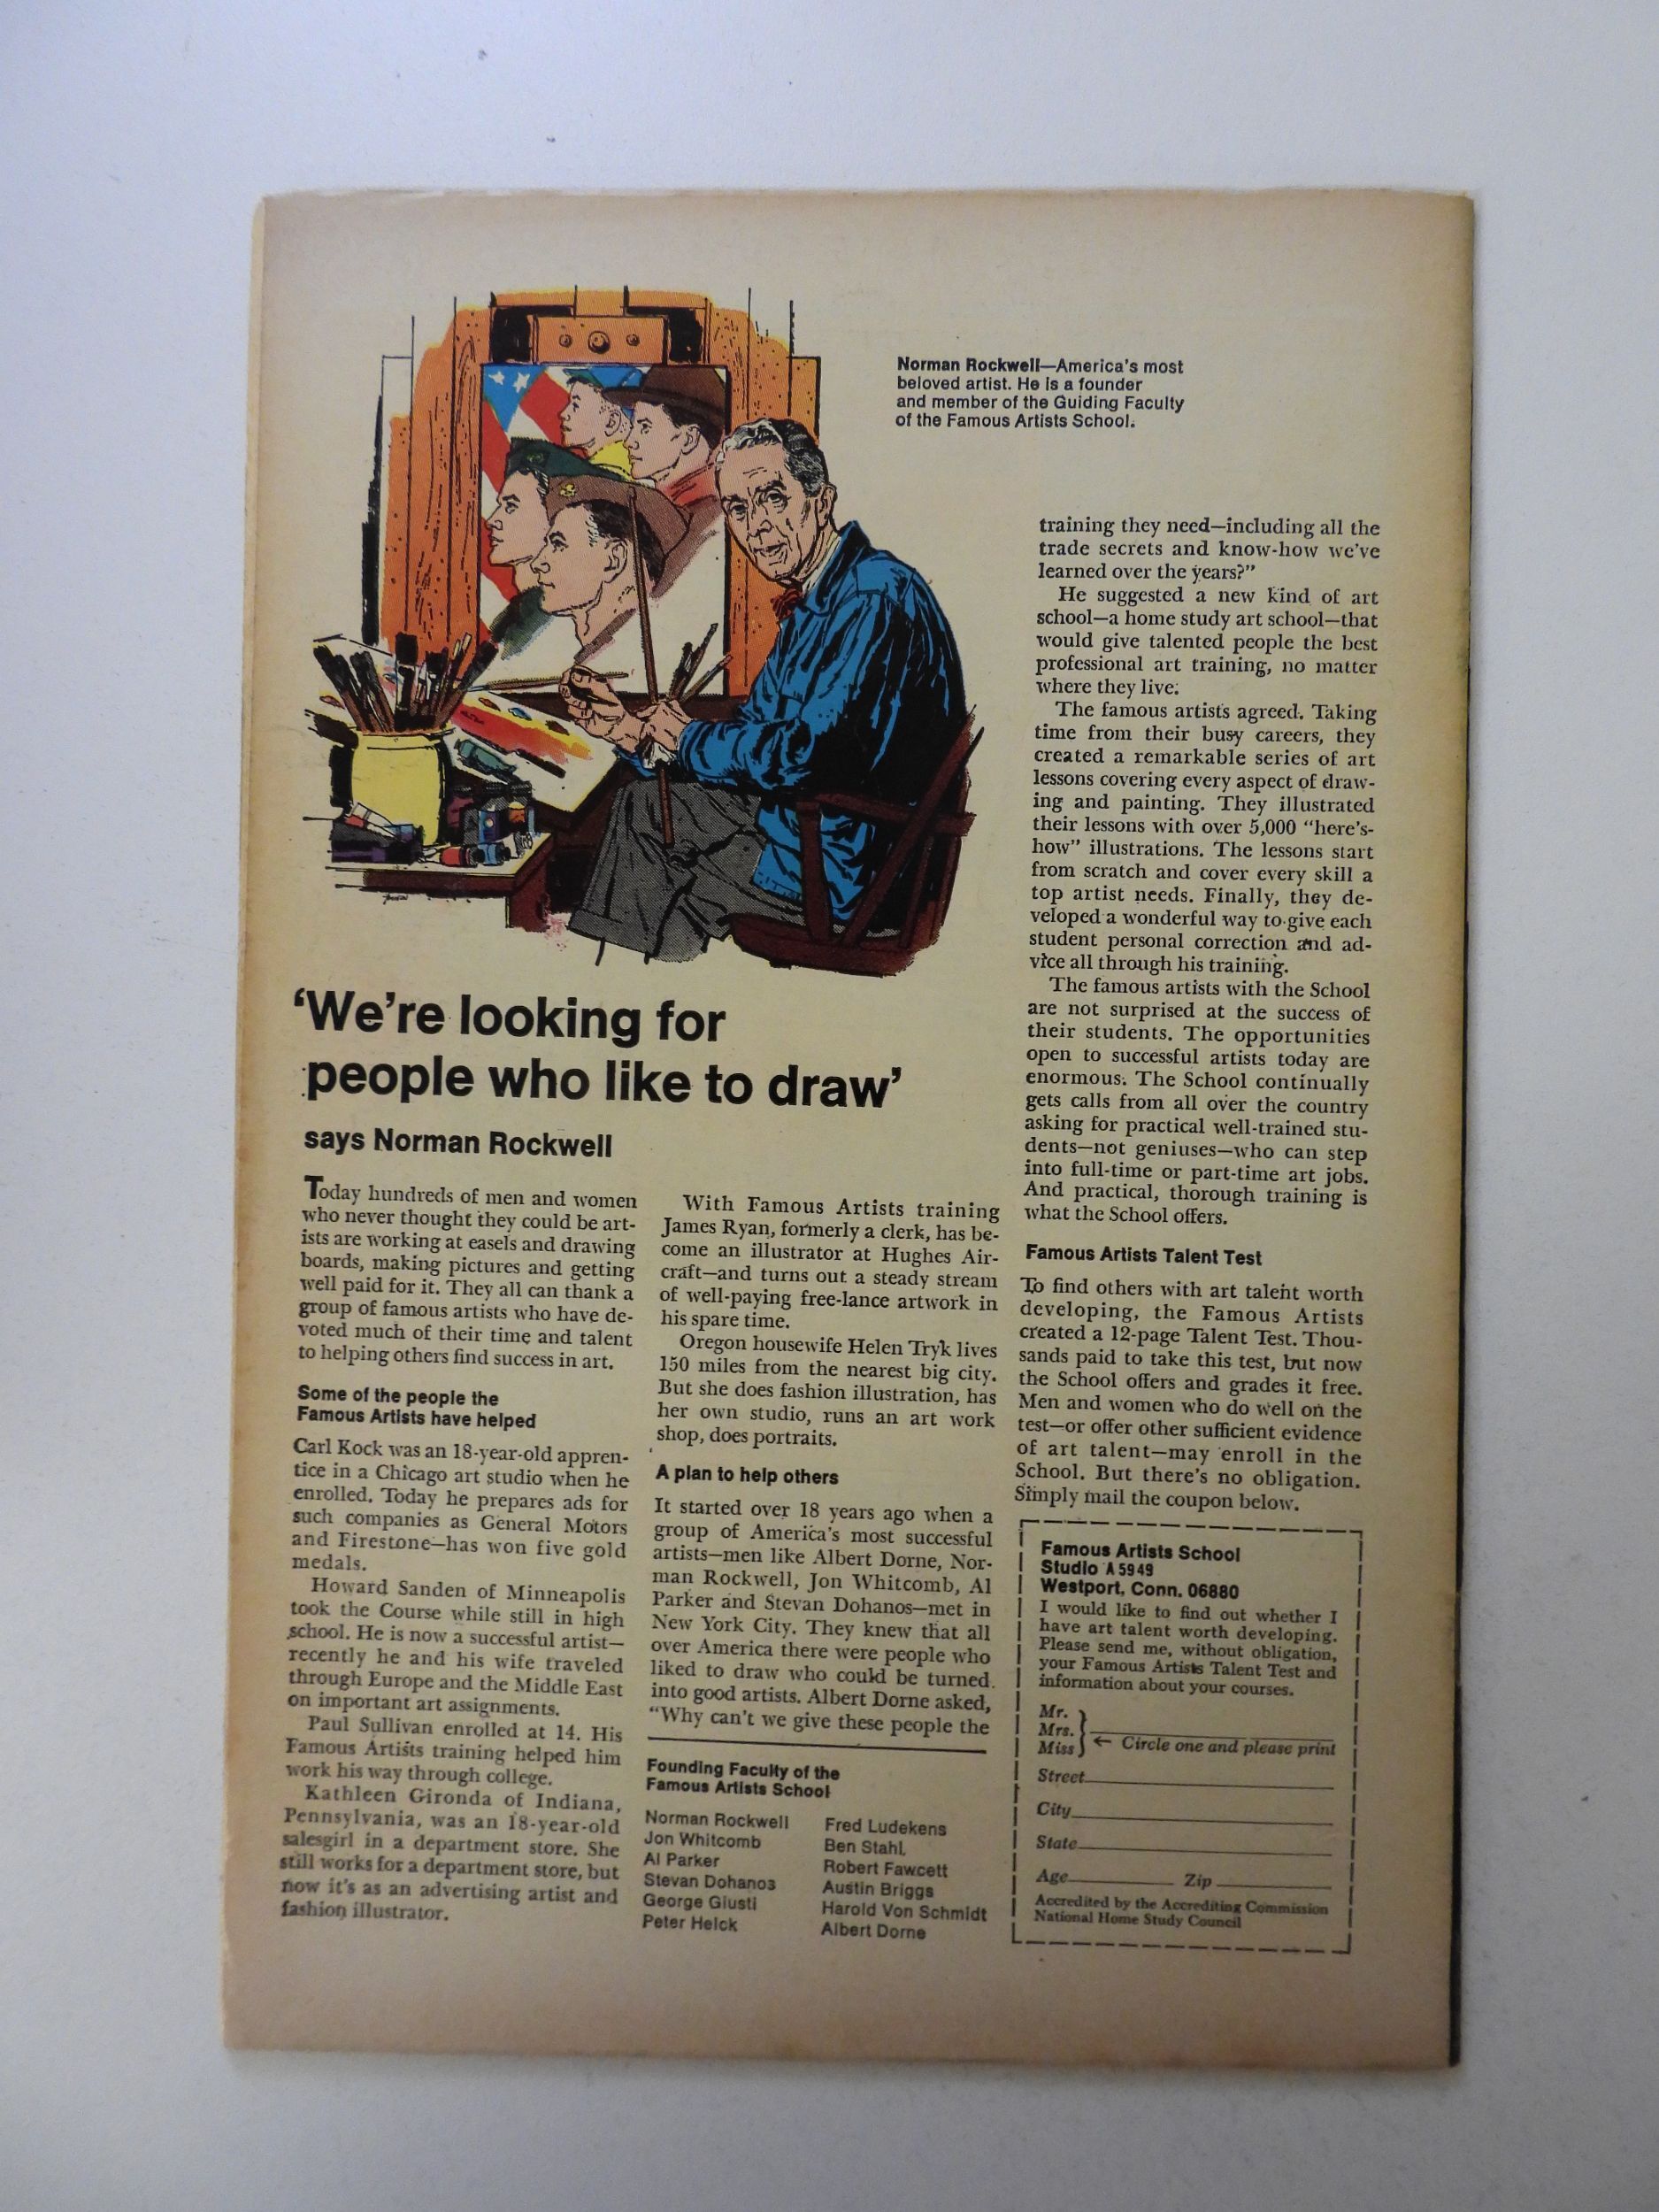 Norman Rockwell—America's most
beloved artist. He is a founder
and member of the Guiding Faculty
of the Famous Artists School.
'We're looking for
people who like to draw'
says Norman Rockwell
Today hundreds of men and women
who never thought they could be art-
ists are working at easels and drawing
boards, making pictures and getting
well paid for it. They all can thank a
group of famous artists who have de-
voted much of their time and talent
to helping others find success in art.
Some of the people the
Famous Artists have helped
Carl Kock was an 18-year-old appren-
tice in a Chicago art studio when he
enrolled. Today he prepares ads for
such companies as General Motors
and Firestone—has won five gold
medals.
Howard Sanden of Minneapolis
took the Course while still in high
school. He is now a successful artist—
recently he and his wife traveled
through Europe and the Middle East
on important art assignments.
Paul Sullivan enrolled at 14. His
Famous Artists training helped him
work his way through college.
Kathleen Gironda of Indiana,
Pennsylvania, was an 18-year-old
salesgirl in a department store. She
still works for a department store, but
now it's as an advertising artist and
fashion illustrator.
With Famous Artists training
James Ryan, formerly a clerk, has be-
come an illustrator at Hughes Air-
craft—and turns out a steady stream
of well-paying free-lance artwork in
his spare time.
Oregon housewife Helen Tryk lives
150 miles from the nearest big city.
But she does fashion illustration, has
her own studio, runs an art work
shop, does portraits.
A plan to help others
It started over 18 years ago when a
group of America's most successful
artists—men like Albert Dorne, Nor-
man Rockwell, Jon Whitcomb, Al
Parker and Stevan Dohanos—met in
New York City. They knew that all
over America there were people who
liked to draw who could be turned
into good artists. Albert Dorne asked,
"Why can't we give these people the
training they need—including all the
trade secrets and know-how we've
learned over the years?"
He suggested a new kind of art
school—a home study art school—that
would give talented people the best
professional art training, no matter
where they live.
The famous artists agreed. Taking
time from their busy careers, they
created a remarkable series of art
lessons covering every aspect of draw-
ing and painting. They illustrated
their lessons with over 5,000 "here's-
how" illustrations. The lessons start
from scratch and cover every skill a
top artist needs. Finally, they de-
veloped a wonderful way to give each
student personal correction and ad-
vice all through his training.
The famous artists with the School
are not surprised at the success of
their students. The opportunities
open to successful artists today are
enormous. The School continually
gets calls from all over the country
asking for practical well-trained stu-
dents—not geniuses—who can step
into full-time or part-time art jobs.
And practical, thorough training is
what the School offers.
Famous Artists Talent Test
To find others with art talent worth
developing, the Famous Artists
created a 12-page Talent Test. Thou-
sands paid to take this test, but now
the School offers and grades it free.
Men and women who do well on the
test—or offer other sufficient evidence
of art talent—may enroll in the
School. But there's no obligation.
Simply mail the coupon below.
Founding Faculty of the
Famous Artists School
Norman Rockwell
Jon Whitcomb
Al Parker
Stevan Dohanos
George Giusti
Peter Helck
Fred Ludekens
Ben Stahl
Robert Fawcett
Austin Briggs
Harold Von Schmidt
Albert Dorne
Famous Artists School
Studio A5949
Westport, Conn. 06880
I would like to find out whether I
have art talent worth developing.
Please send me, without obligation,
your Famous Artists Talent Test and
information about your courses.
Mr.
Mrs.
Miss ← Circle one and please print
Street
City
State
Age Zip
Accredited by the Accrediting Commission
National Home Study Council